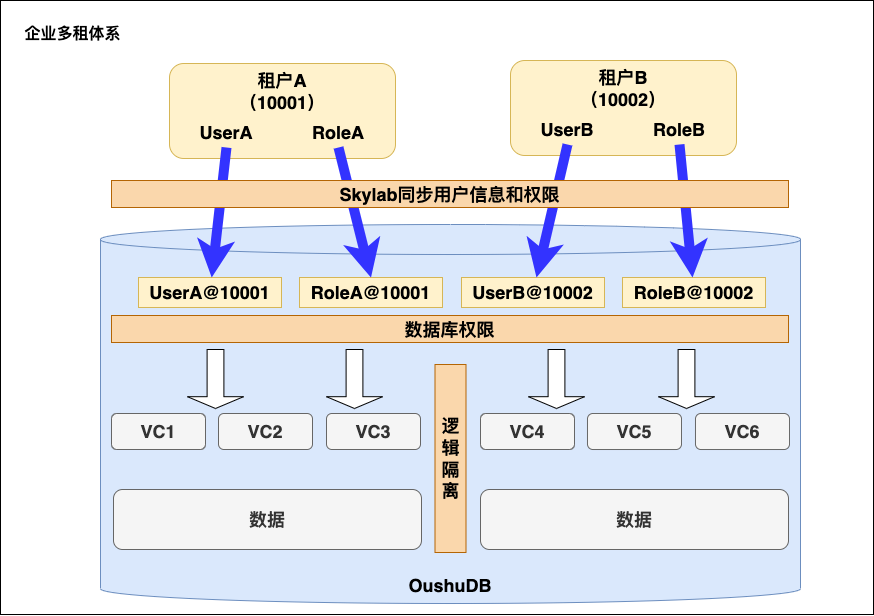 企业多租体系
租户A
（10001）
UserA RoleA
租户B
（10002）
UserB RoleB
Skylab同步用户信息和权限
UserA@10001 RoleA@10001 UserB@10002 RoleB@10002
数据库权限
VC1 VC2 VC3 VC4 VC5 VC6
逻辑隔离
数据 数据
OushuDB